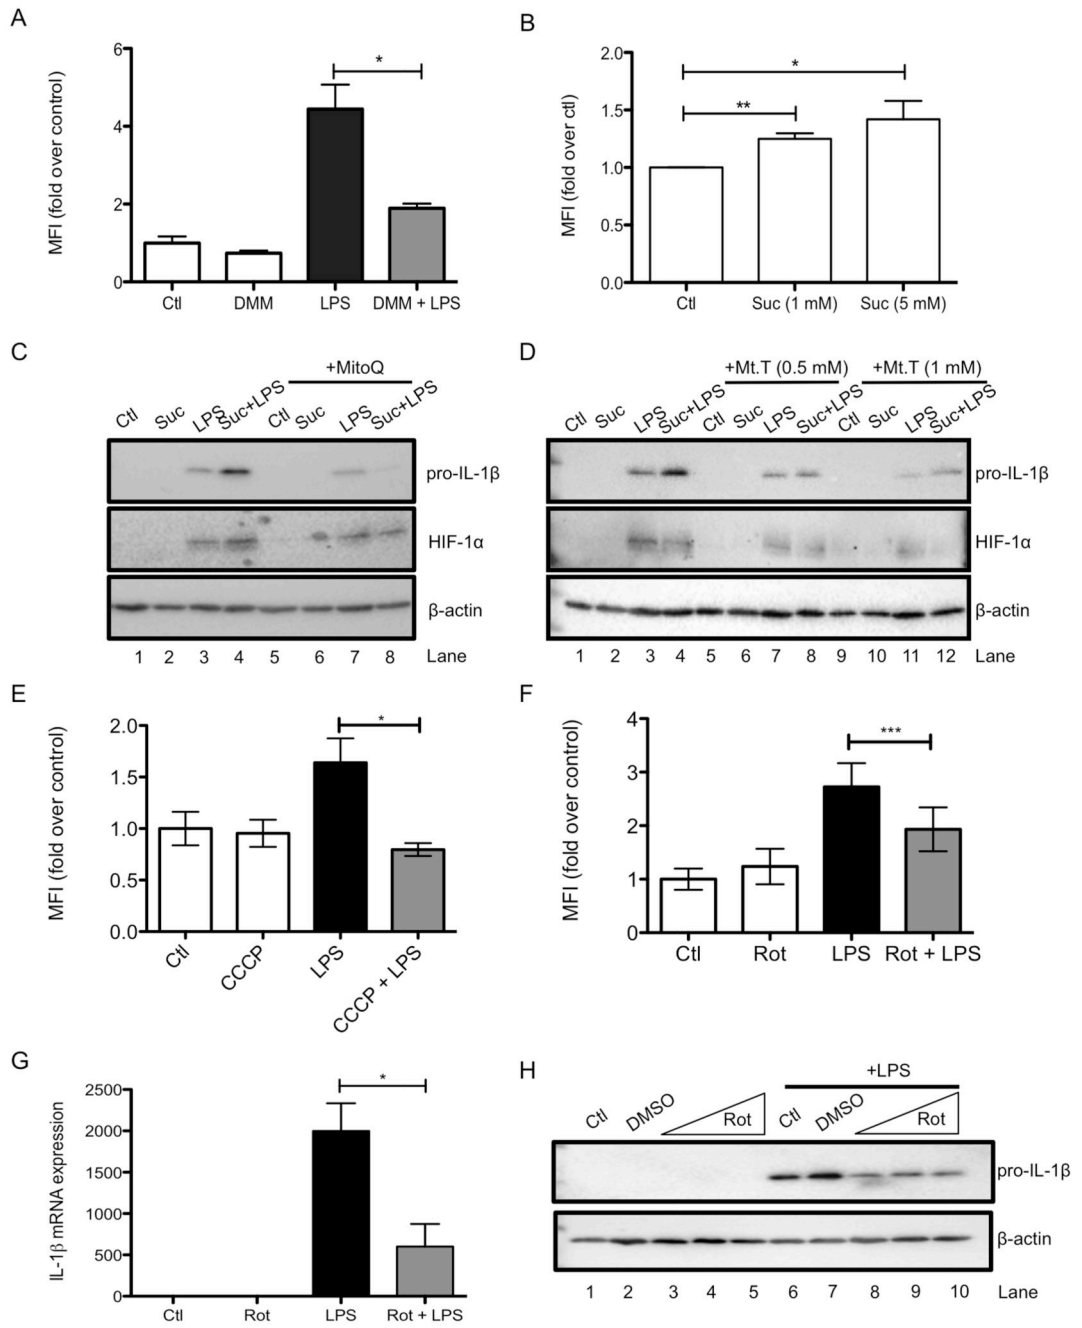 A
MFI (fold over control)
6
4
2
0
*
Ctl DMM LPS DMM + LPS
B
MFI (fold over ctl)
2.0
1.5
1.0
0.5
0.0
*
**
Ctl Suc (1 mM) Suc (5 mM)
C
+MitoQ
Ctl Suc LPS Suc+LPS Ctl Suc LPS Suc+LPS
pro-IL-1β
HIF-1α
β-actin
1 2 3 4 5 6 7 8 Lane
D
+Mt.T (0.5 mM) +Mt.T (1 mM)
Ctl Suc LPS Suc+LPS Ctl Suc LPS Suc+LPS Ctl Suc LPS Suc+LPS
pro-IL-1β
HIF-1α
β-actin
1 2 3 4 5 6 7 8 9 10 11 12 Lane
E
MFI (fold over control)
2.0
1.5
1.0
0.5
0.0
*
Ctl CCCP LPS CCCP + LPS
F
MFI (fold over control)
4
3
2
1
0
***
Ctl Rot LPS Rot + LPS
G
IL-1β mRNA expression
2500
2000
1500
1000
500
0
*
Ctl Rot LPS Rot + LPS
H
+LPS
Ctl DMSO Rot Ctl DMSO Rot
pro-IL-1β
β-actin
1 2 3 4 5 6 7 8 9 10 Lane